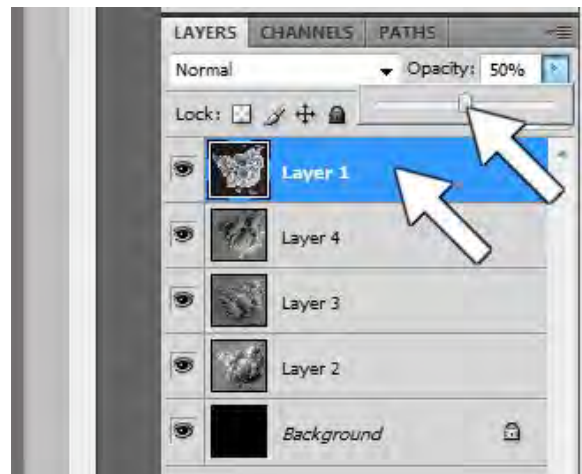 LAYERS CHANNELS PATHS
Normal Opacity: 50%
Lock:
Layer 1
Layer 4
Layer 3
Layer 2
Background